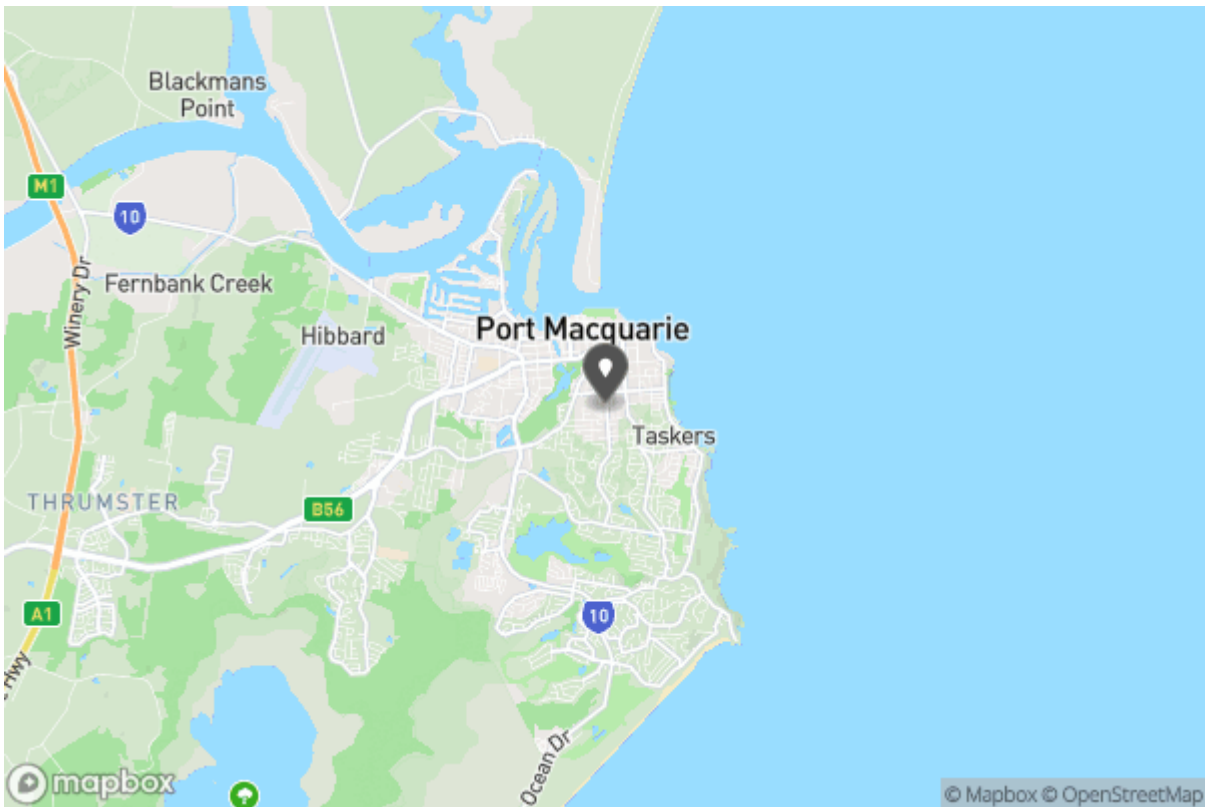 Blackmans
Point
M1
10
Fernbank Creek
Winery Dr
Hibbard
Port Macquarie
Taskers
THRUMSTER
B56
A1
10
Hwy
Ocean Dr
mapbox
© Mapbox © OpenStreetMap